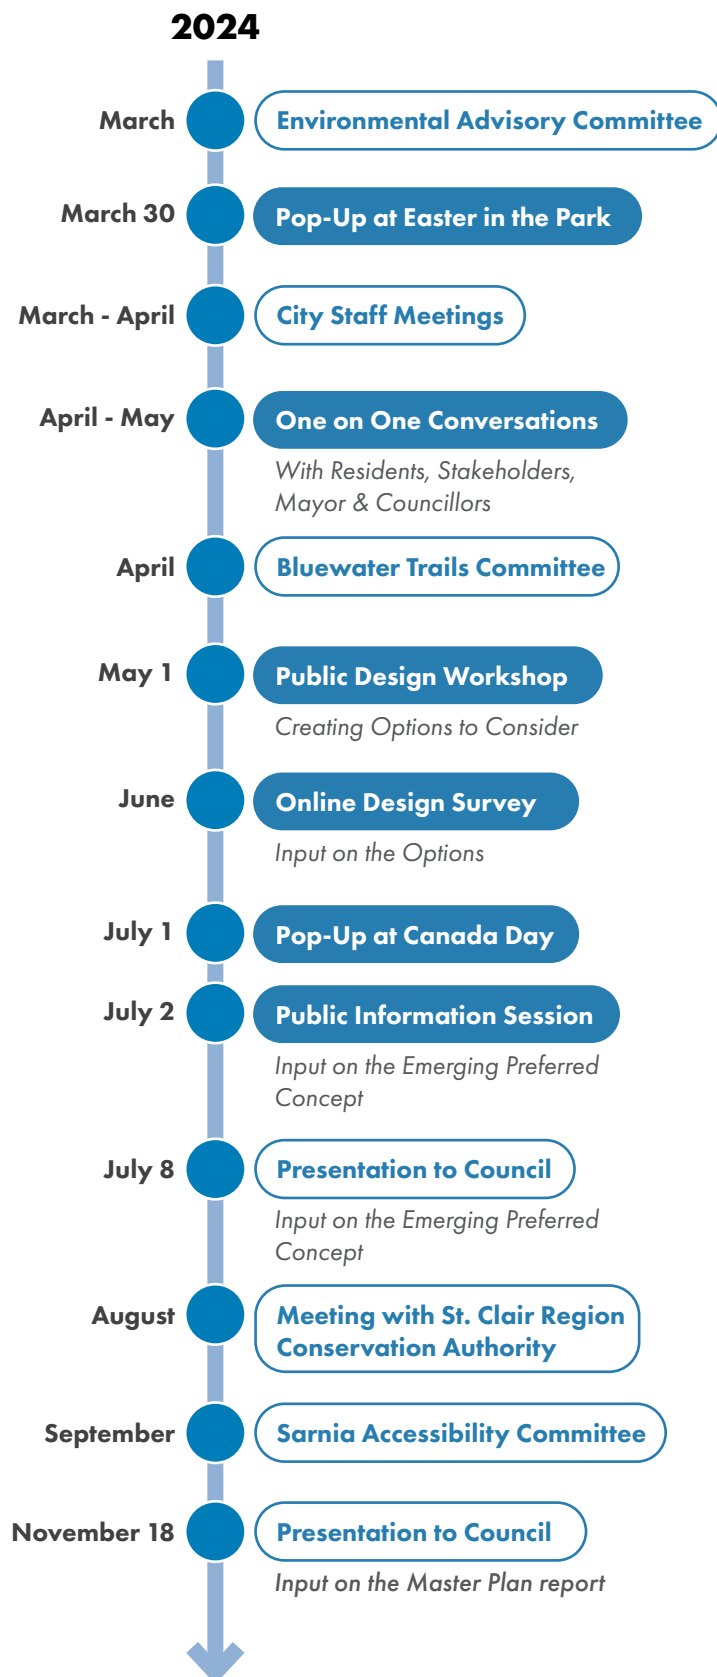 2024
March
Environmental Advisory Committee
March 30
Pop-Up at Easter in the Park
March - April
City Staff Meetings
April - May
One on One Conversations
With Residents, Stakeholders,
Mayor & Councillors
April
Bluewater Trails Committee
May 1
Public Design Workshop
Creating Options to Consider
June
Online Design Survey
Input on the Options
July 1
Pop-Up at Canada Day
July 2
Public Information Session
Input on the Emerging Preferred
Concept
July 8
Presentation to Council
Input on the Emerging Preferred
Concept
August
Meeting with St. Clair Region
Conservation Authority
September
Sarnia Accessibility Committee
November 18
Presentation to Council
Input on the Master Plan report